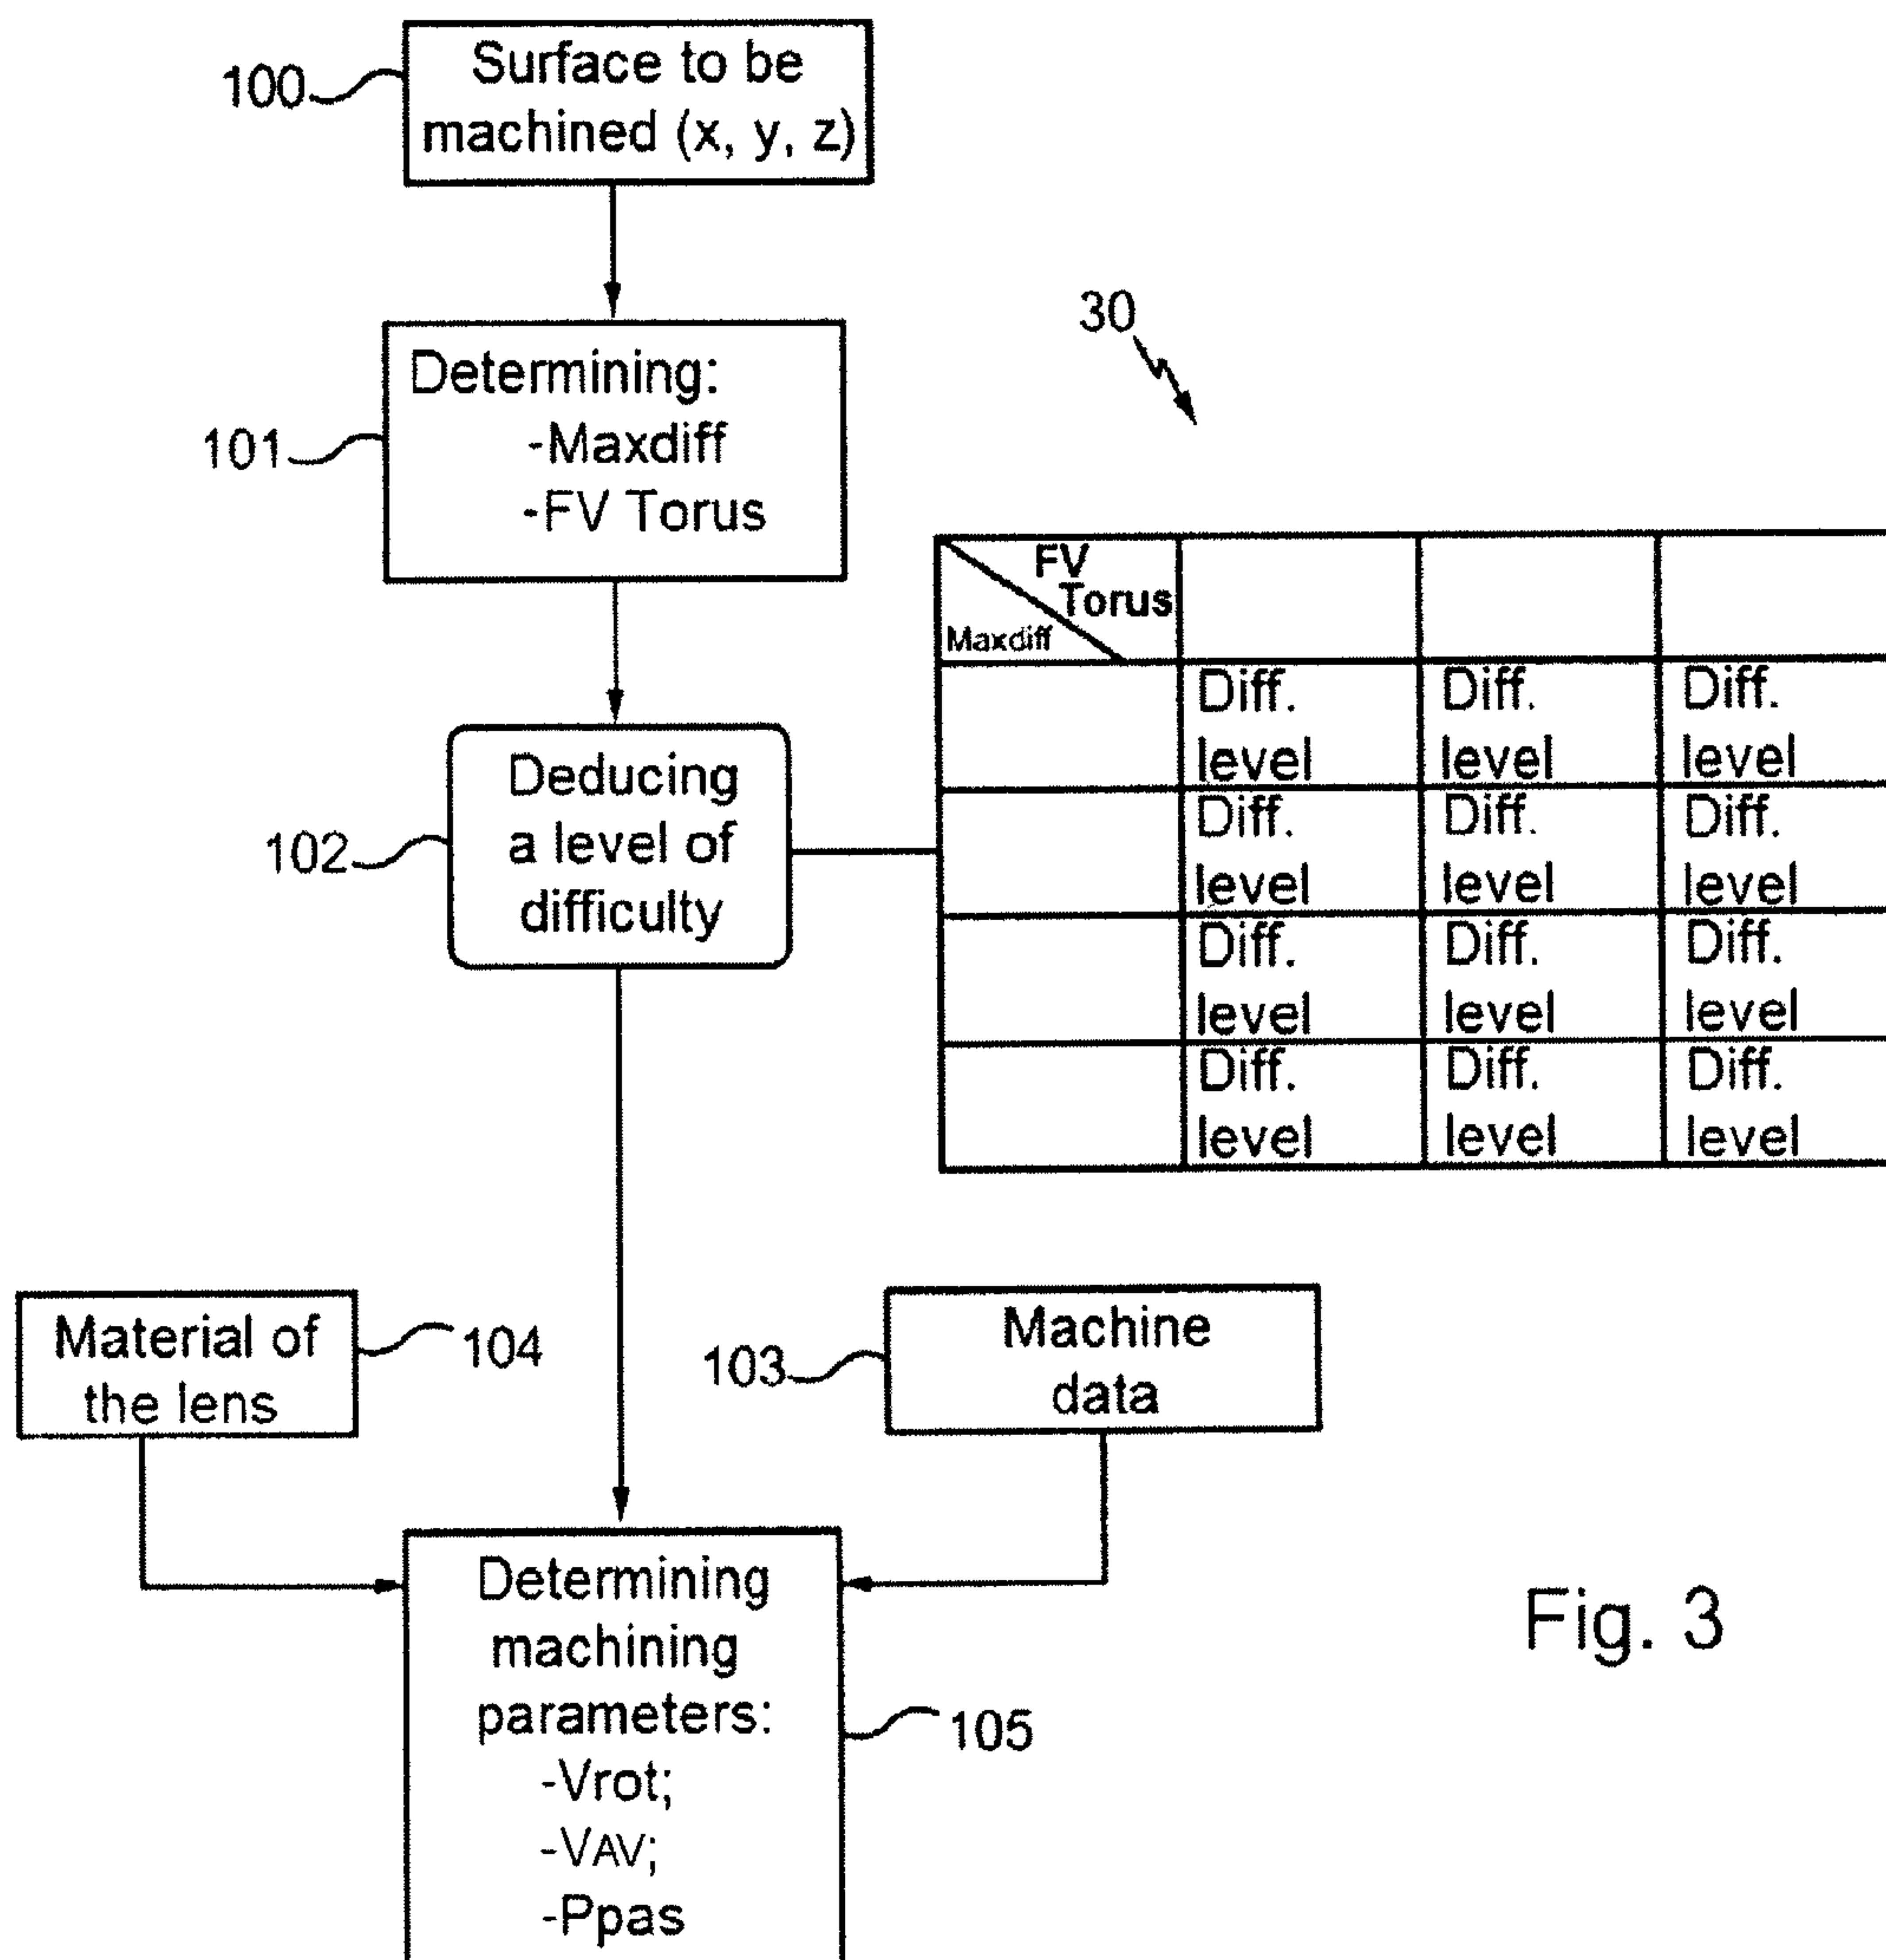 100
Surface to be
machined (x, y, z)
30
101
Determining:
-Maxdiff
-FV Torus
FV
Torus
Maxdiff
Diff.
level
Diff.
level
Diff.
level
Diff.
level
Diff.
level
Diff.
level
Diff.
level
Diff.
level
Diff.
level
Diff.
level
Diff.
level
Diff.
level
102
Deducing
a level of
difficulty
Material of
the lens
104
103
Machine
data
Determining
machining
parameters:
-Vrot;
-VAV;
-Ppas
105
Fig. 3